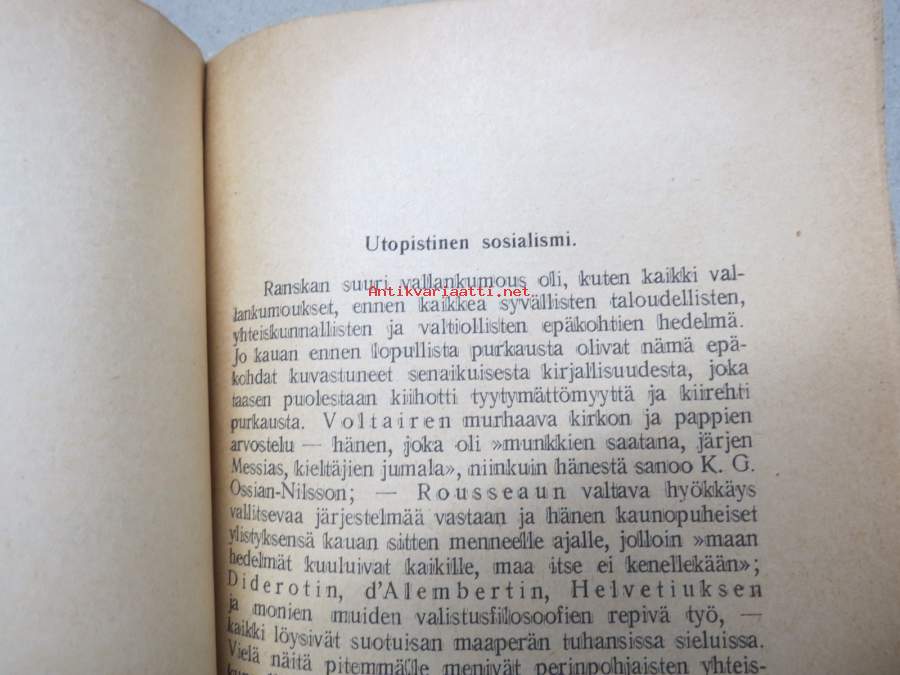 Utopistinen sosialismi.
Ranskan suuri vallankumous oli, kuten kaikki val-
Antikvariaatti.net
lankumoukset, ennen kaikkea syvällisten taloudellisten,
yhteiskunnallisten ja valtiollisten epäkohtien hedelmä.
Jo kauan ennen lopullista purkausta olivat nämä epä-
kohdat kuvastuneet senaikuisesta kirjallisuudesta, joka
taasen puolestaan kiihotti tyytymättömyyttä ja kiirehti
purkausta. Voltairen murhaava kirkon ja pappien
arvostelu — hänen, joka oli »munkkien saatana, järjen
Messias, kieltäjien jumala», niinkuin hänestä sanoo K. G.
Ossian-Nilsson; — Rousseaun valtava hyökkäys
vallitsevaa järjestelmää vastaan ja hänen kaunopuheiset
ylistyksensä kauan sitten menneelle ajalle, jolloin »maan
hedelmät kuuluivat kaikille, maa itse ei kenellekään»;
Diderotin, d'Alembertin, Helvetiuksen
ja monien muiden valistusfilosoofien repivä työ, —
kaikki löysivät suotuisan maaperän tuhansissa sieluissa.
Vielä näitä pitemmälle menivät perinpohjaisten yhteis-